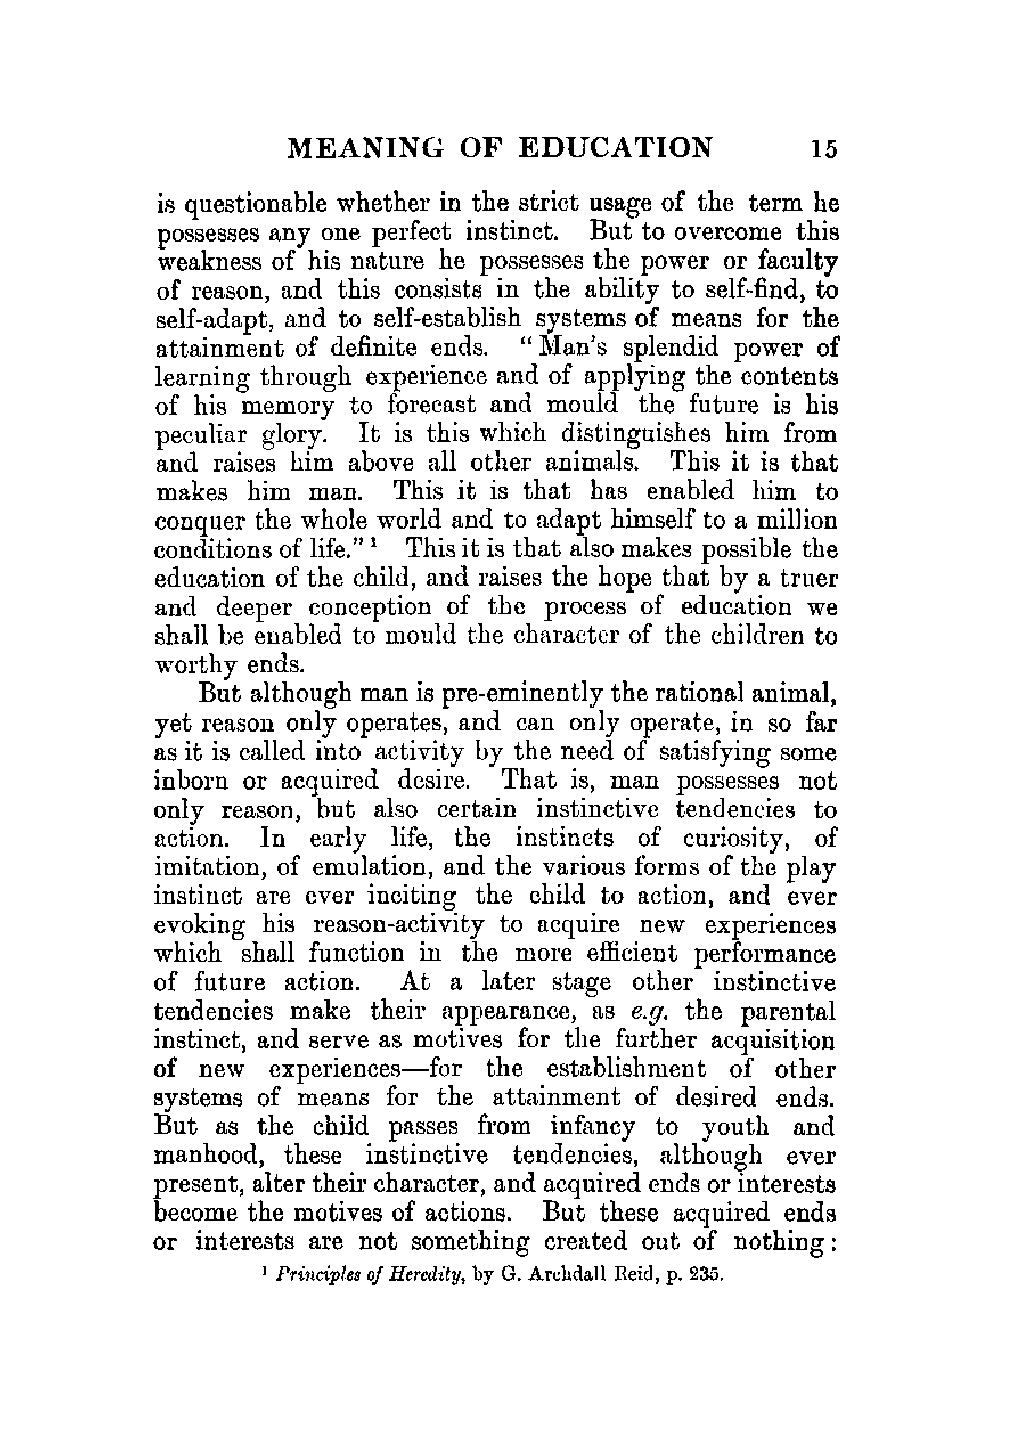 MEANING OF EDUCATION 15
is questionable whether in the strict usage of the term he
possesses any one perfect instinct. But to overcome this
weakness of his nature he possesses the power or faculty
of reason, and this consists in the ability to self-find, to
self-adapt, and to self-establish systems of means for the
attainment of definite ends. “Man’s splendid power of
learning through experience and of applying the contents
of his memory to forecast and mould the future is his
peculiar glory. It is this which distinguishes him from
and raises him above all other animals. This it is that
makes him man. This it is that has enabled him to
conquer the whole world and to adapt himself to a million
conditions of life.” ¹ This it is that also makes possible the
education of the child, and raises the hope that by a truer
and deeper conception of the process of education we
shall be enabled to mould the character of the children to
worthy ends.
But although man is pre-eminently the rational animal,
yet reason only operates, and can only operate, in so far
as it is called into activity by the need of satisfying some
inborn or acquired desire. That is, man possesses not
only reason, but also certain instinctive tendencies to
action. In early life, the instincts of curiosity, of
imitation, of emulation, and the various forms of the play
instinct are ever inciting the child to action, and ever
evoking his reason-activity to acquire new experiences
which shall function in the more efficient performance
of future action. At a later stage other instinctive
tendencies make their appearance, as e.g. the parental
instinct, and serve as motives for the further acquisition
of new experiences—for the establishment of other
systems of means for the attainment of desired ends.
But as the child passes from infancy to youth and
manhood, these instinctive tendencies, although ever
present, alter their character, and acquired ends or interests
become the motives of actions. But these acquired ends
or interests are not something created out of nothing:
¹ Principles of Heredity, by G. Archdall Reid, p. 235.